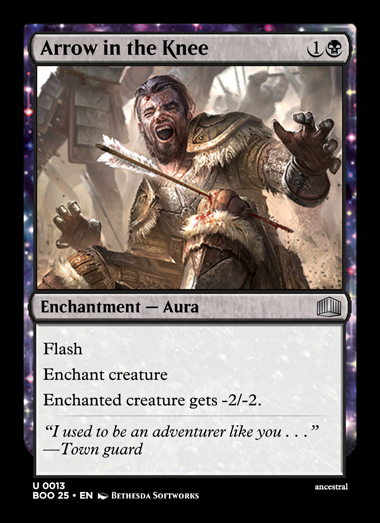 Arrow in the Knee 1
Enchantment — Aura
Flash
Enchant creature
Enchanted creature gets -2/-2.
“I used to be an adventurer like you . . .”
—Town guard
U 0013 ancestral
BOO 25 • EN Bethesda Softworks